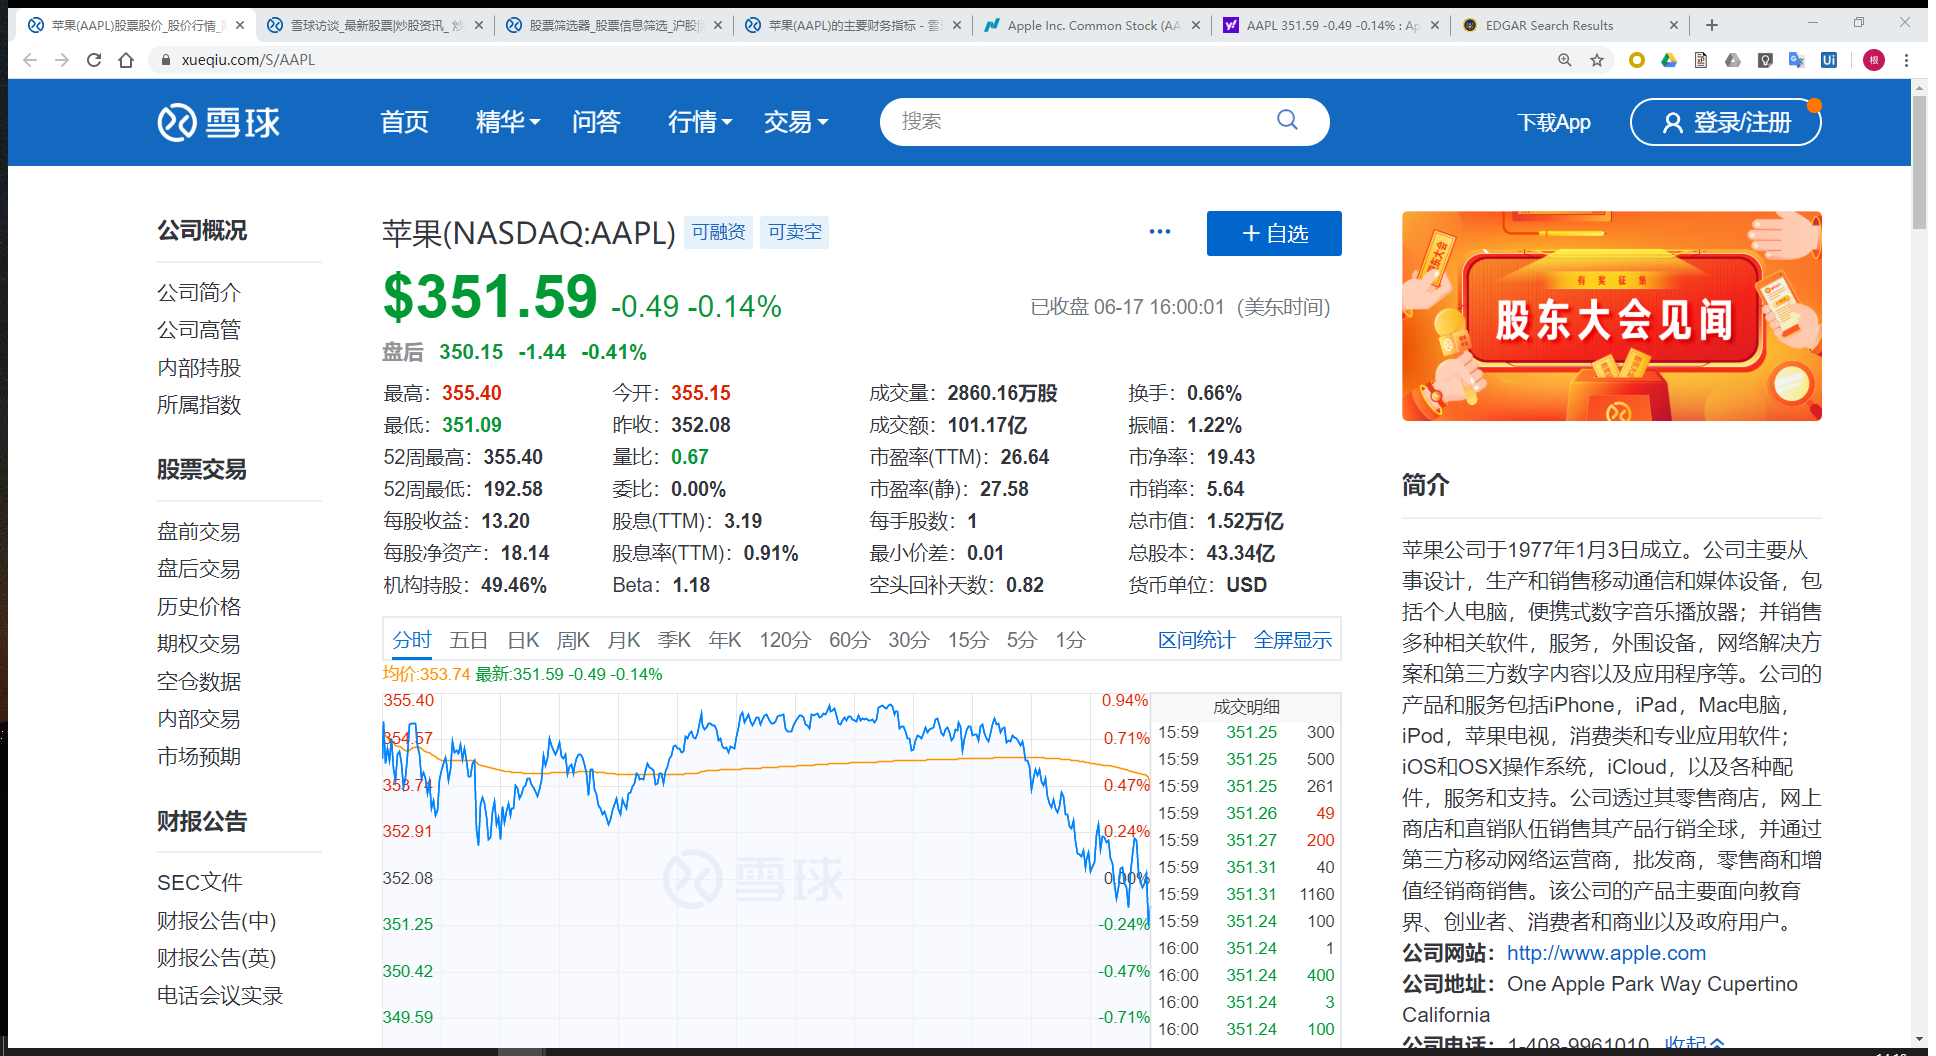 苹果(AAPL)股票股价_股价行情_
雪球访谈_最新股票|炒股资讯_
股票筛选器_股票信息筛选_沪股|
苹果(AAPL)的主要财务指标 - 雪
Apple Inc. Common Stock (AA
AAPL 351.59 -0.49 -0.14% : Ap
EDGAR Search Results
xueqiu.com/S/AAPL
Ui
根
雪球
首页
精华
问答
行情
交易
搜索
下载App
登录/注册
公司概况
公司简介
公司高管
内部持股
所属指数
股票交易
盘前交易
盘后交易
历史价格
期权交易
空仓数据
内部交易
市场预期
财报公告
SEC文件
财报公告(中)
财报公告(英)
电话会议实录
苹果(NASDAQ:AAPL) 可融资 可卖空
+ 自选
$351.59 -0.49 -0.14%
已收盘 06-17 16:00:01 (美东时间)
盘后 350.15 -1.44 -0.41%
最高：355.40 今开：355.15 成交量：2860.16万股 换手：0.66%
最低：351.09 昨收：352.08 成交额：101.17亿 振幅：1.22%
52周最高：355.40 量比：0.67 市盈率(TTM)：26.64 市净率：19.43
52周最低：192.58 委比：0.00% 市盈率(静)：27.58 市销率：5.64
每股收益：13.20 股息(TTM)：3.19 每手股数：1 总市值：1.52万亿
每股净资产：18.14 股息率(TTM)：0.91% 最小价差：0.01 总股本：43.34亿
机构持股：49.46% Beta：1.18 空头回补天数：0.82 货币单位：USD
分时 五日 日K 周K 月K 季K 年K 120分 60分 30分 15分 5分 1分 区间统计 全屏显示
均价:353.74 最新:351.59 -0.49 -0.14%
355.40 0.94%
354.57 0.71%
353.74 0.47%
352.91 0.24%
352.08 0.00%
351.25 -0.24%
350.42 -0.47%
349.59 -0.71%
雪球
成交明细
15:59 351.25 300
15:59 351.25 500
15:59 351.25 261
15:59 351.26 49
15:59 351.27 200
15:59 351.31 40
15:59 351.31 1160
15:59 351.24 100
16:00 351.24 1
16:00 351.24 400
16:00 351.24 3
16:00 351.24 100
有奖征集
股东大会见闻
简介
苹果公司于1977年1月3日成立。公司主要从
事设计，生产和销售移动通信和媒体设备，包
括个人电脑，便携式数字音乐播放器；并销售
多种相关软件，服务，外围设备，网络解决方
案和第三方数字内容以及应用程序等。公司的
产品和服务包括iPhone，iPad，Mac电脑，
iPod，苹果电视，消费类和专业应用软件；
iOS和OSX操作系统，iCloud，以及各种配
件，服务和支持。公司透过其零售商店，网上
商店和直销队伍销售其产品行销全球，并通过
第三方移动网络运营商，批发商，零售商和增
值经销商销售。该公司的产品主要面向教育
界、创业者、消费者和商业以及政府用户。
公司网站：http://www.apple.com
公司地址：One Apple Park Way Cupertino
California
公司电话：1-408-9961010 收起